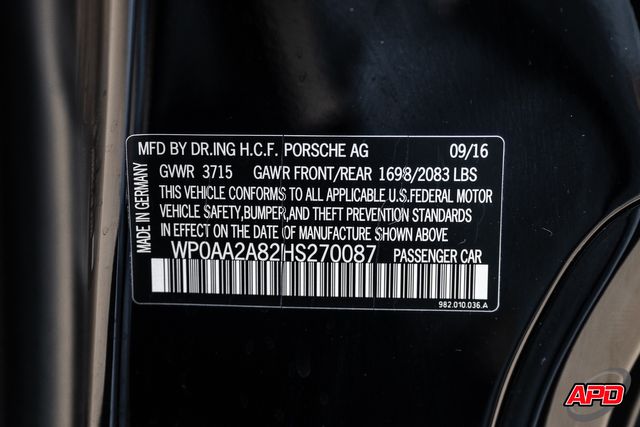 MFD BY DR.ING H.C.F. PORSCHE AG 09/16
GVWR 3715 GAWR FRONT/REAR 1698/2083 LBS
THIS VEHICLE CONFORMS TO ALL APPLICABLE U.S.FEDERAL MOTOR
VEHICLE SAFETY,BUMPER,AND THEFT PREVENTION STANDARDS
IN EFFECT ON THE DATE OF MANUFACTURE SHOWN ABOVE
WP0AA2A82HS270087 PASSENGER CAR
MADE IN GERMANY
982.010.036.A
APD